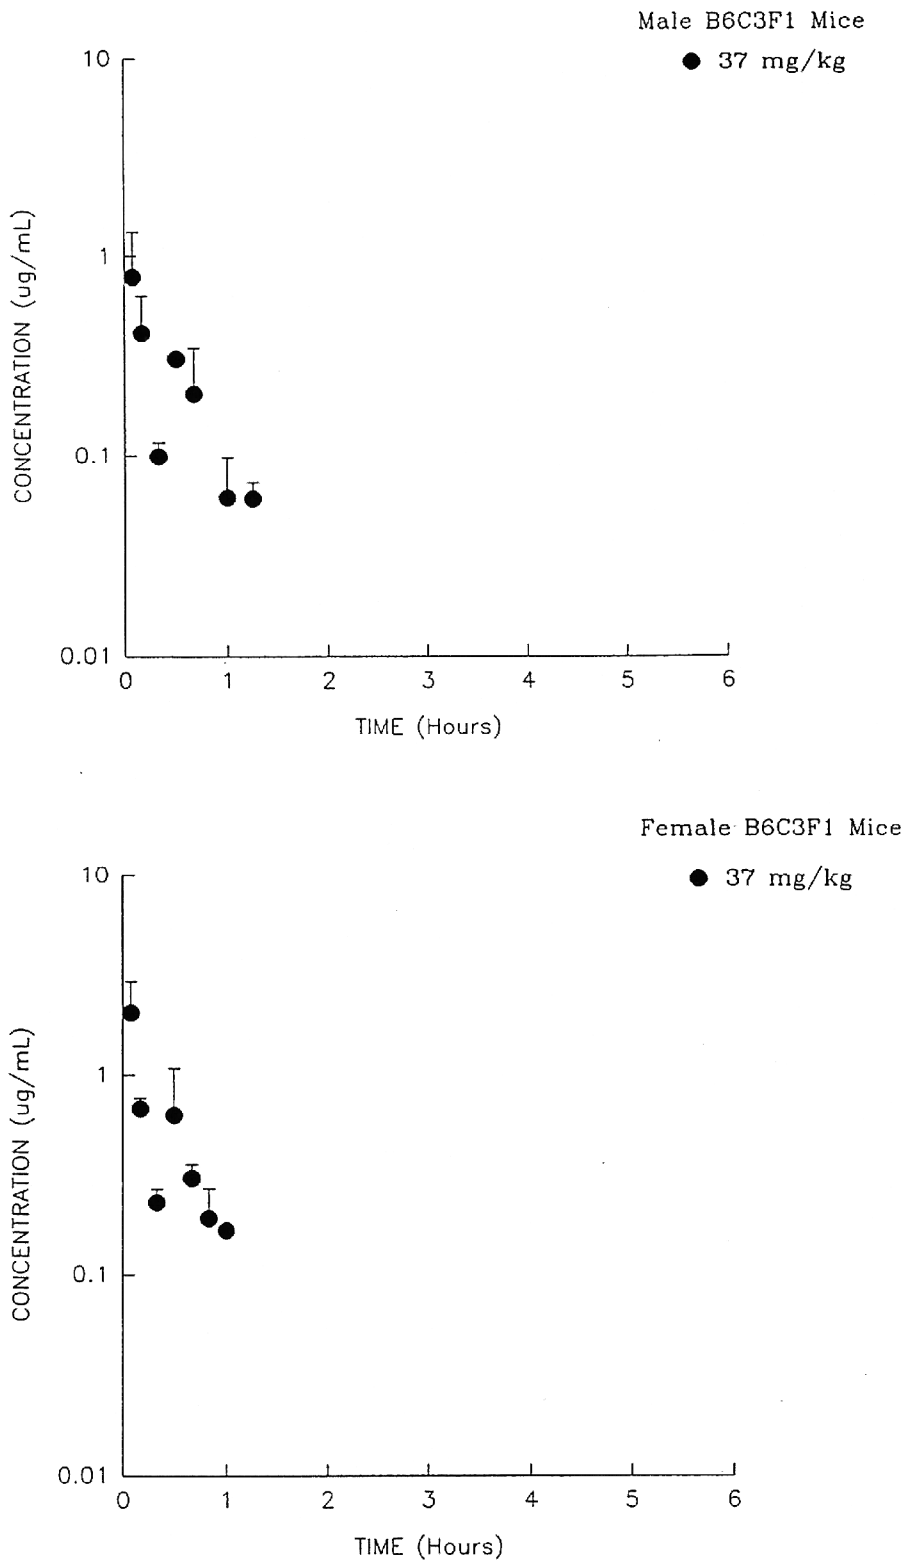 Male B6C3F1 Mice
● 37 mg/kg
10
1
0.1
0.01
CONCENTRATION (ug/mL)
0 1 2 3 4 5 6
TIME (Hours)
Female B6C3F1 Mice
● 37 mg/kg
10
1
0.1
0.01
CONCENTRATION (ug/mL)
0 1 2 3 4 5 6
TIME (Hours)